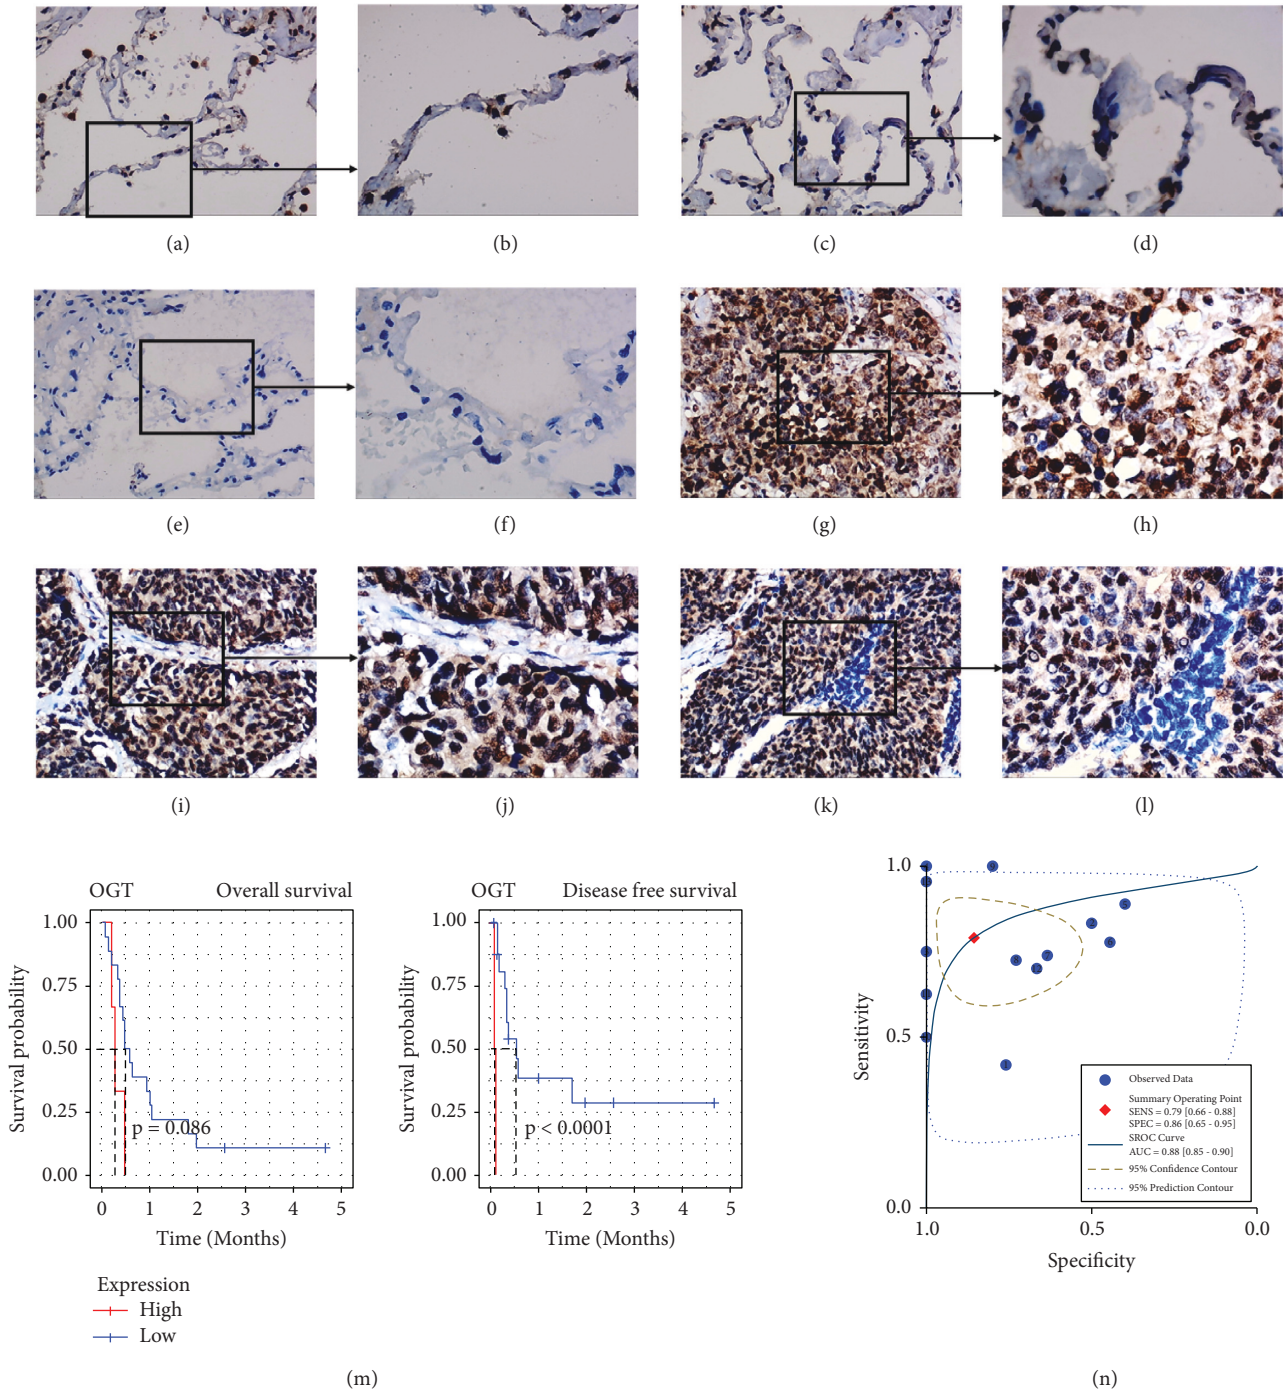 (a)
(b)
(c)
(d)
(e)
(f)
(g)
(h)
(i)
(j)
(k)
(l)
OGT Overall survival
Survival probability
1.00
0.75
0.50
0.25
0.00
p = 0.086
0 1 2 3 4 5
Time (Months)
OGT Disease free survival
Survival probability
1.00
0.75
0.50
0.25
0.00
p < 0.0001
0 1 2 3 4 5
Time (Months)
Expression
High
Low
(m)
Sensitivity
1.0
0.5
0.0
Observed Data
Summary Operating Point
SENS = 0.79 [0.66 - 0.88]
SPEC = 0.86 [0.65 - 0.95]
SROC Curve
AUC = 0.88 [0.85 - 0.90]
95% Confidence Contour
95% Prediction Contour
1.0 0.5 0.0
Specificity
(n)